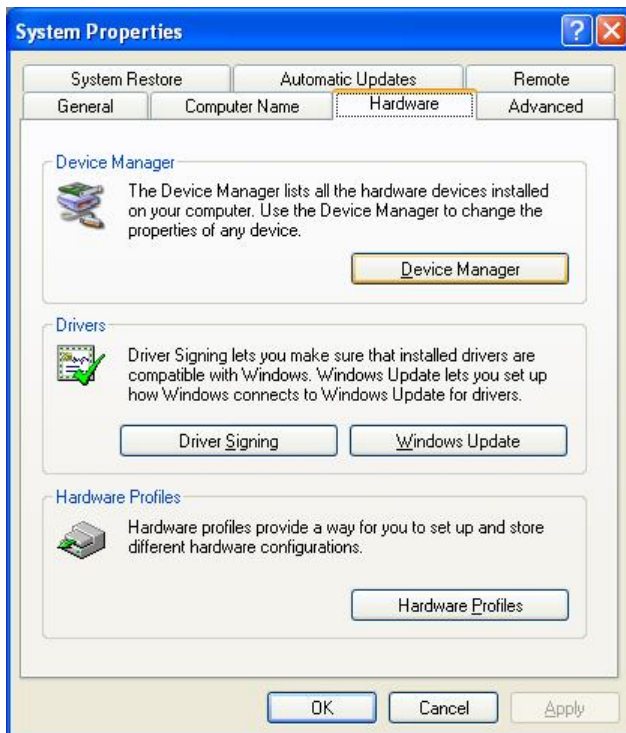 System Properties
System Restore Automatic Updates Remote
General Computer Name Hardware Advanced
Device Manager
The Device Manager lists all the hardware devices installed
on your computer. Use the Device Manager to change the
properties of any device.
Device Manager
Drivers
Driver Signing lets you make sure that installed drivers are
compatible with Windows. Windows Update lets you set up
how Windows connects to Windows Update for drivers.
Driver Signing Windows Update
Hardware Profiles
Hardware profiles provide a way for you to set up and store
different hardware configurations.
Hardware Profiles
OK Cancel Apply